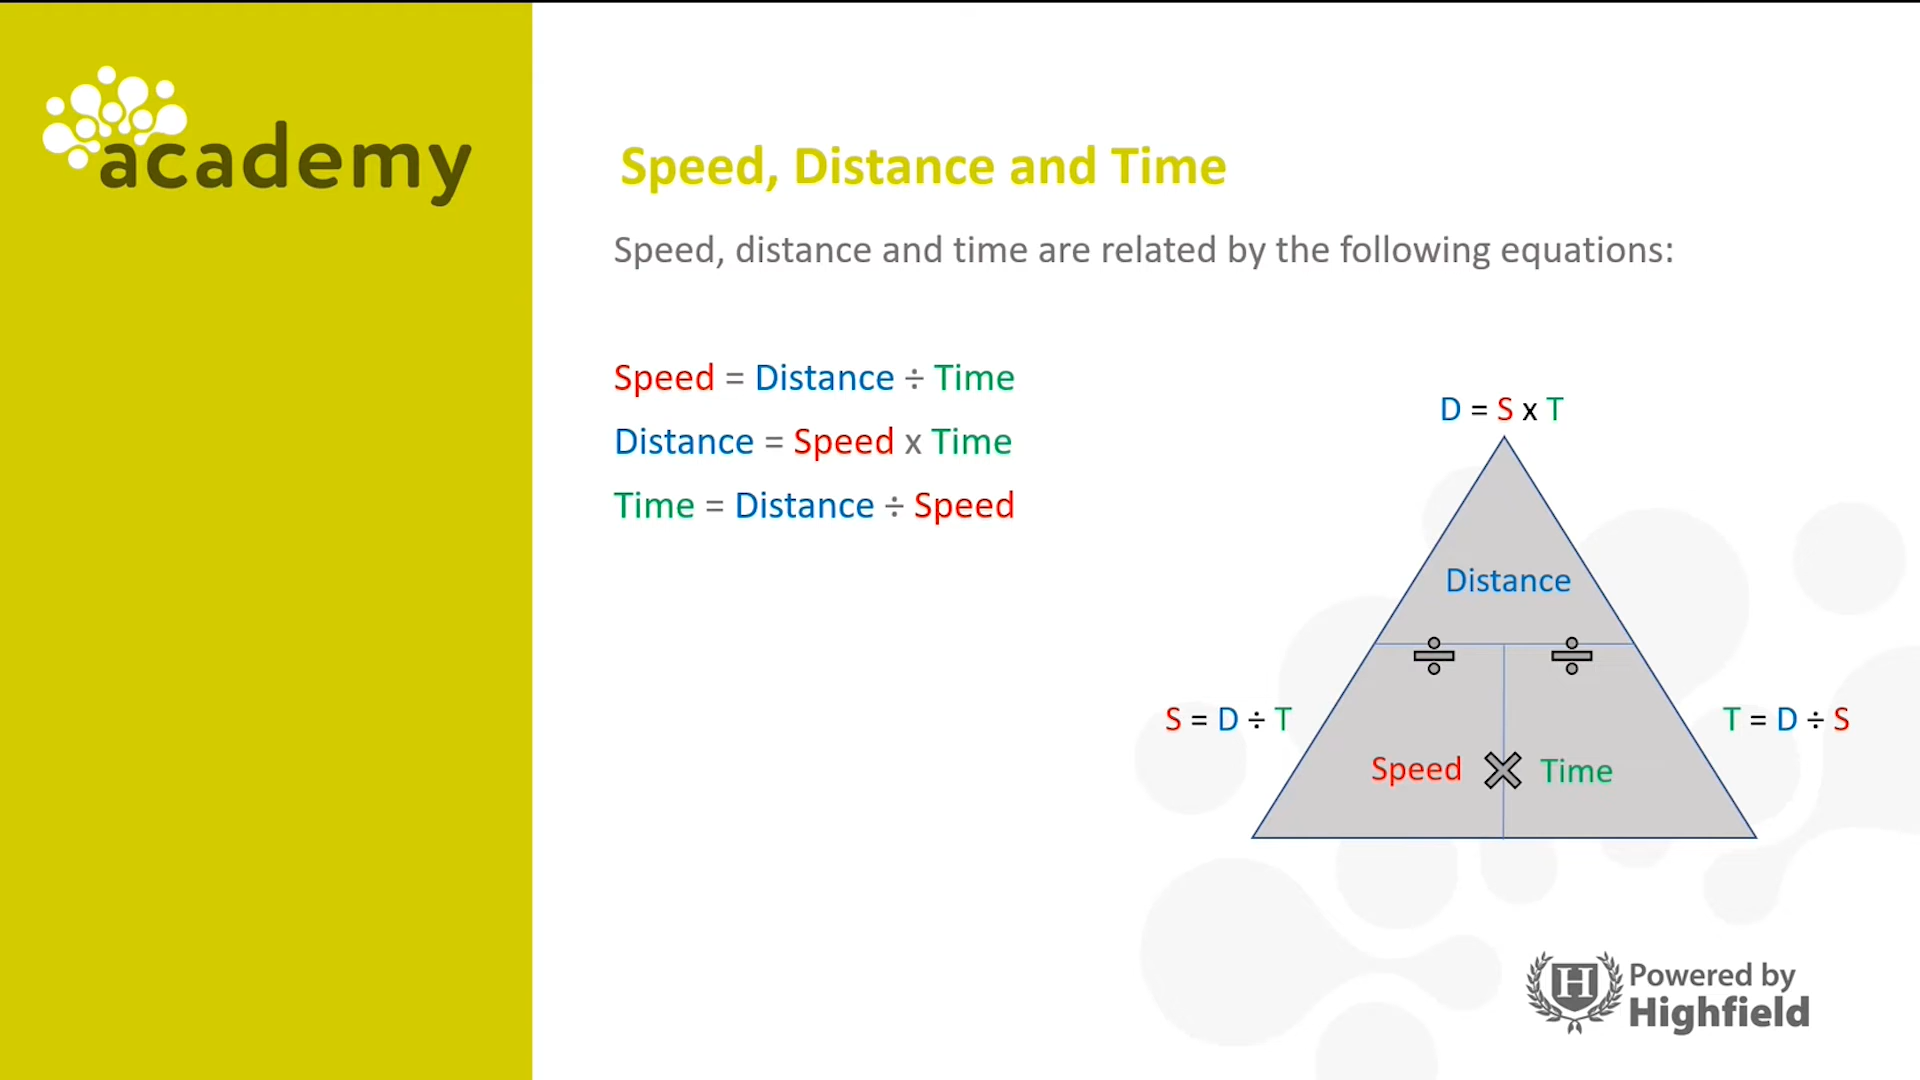 academy
Speed, Distance and Time
Speed, distance and time are related by the following equations:
Speed = Distance ÷ Time
Distance = Speed x Time
Time = Distance ÷ Speed
D = S x T
Distance
÷ ÷
S = D ÷ T
T = D ÷ S
Speed × Time
H Powered by
Highfield